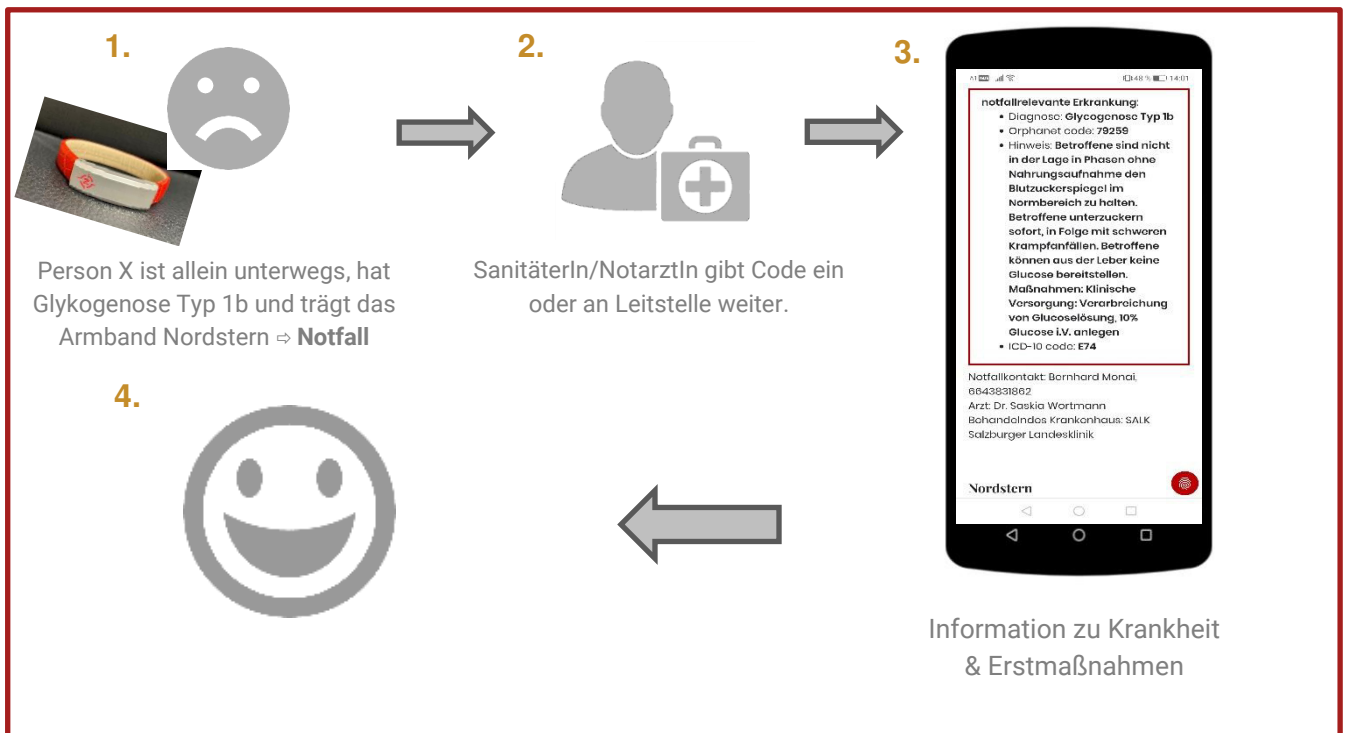 1.
Person X ist allein unterwegs, hat
Glykogenose Typ 1b und trägt das
Armband Nordstern ⇨ Notfall
2.
SanitäterIn/NotarztIn gibt Code ein
oder an Leitstelle weiter.
3.
48 % 14:01
notfallrelevante Erkrankung:
• Diagnose: Glycogenose Typ 1b
• Orphanet code: 79259
• Hinweis: Betroffene sind nicht
in der Lage in Phasen ohne
Nahrungsaufnahme den
Blutzuckerspiegel im
Normbereich zu halten.
Betroffene unterzuckern
sofort, in Folge mit schweren
Krampfanfällen. Betroffene
können aus der Leber keine
Glucose bereitstellen.
Maßnahmen: Klinische
Versorgung: Verarbreichung
von Glucoselösung, 10%
Glucose i.V. anlegen
• ICD-10 code: E74
Notfallkontakt: Bernhard Monai,
6643831862
Arzt: Dr. Saskia Wortmann
Behandelndes Krankenhaus: SALK
Salzburger Landesklinik
Nordstern
Information zu Krankheit
& Erstmaßnahmen
4.